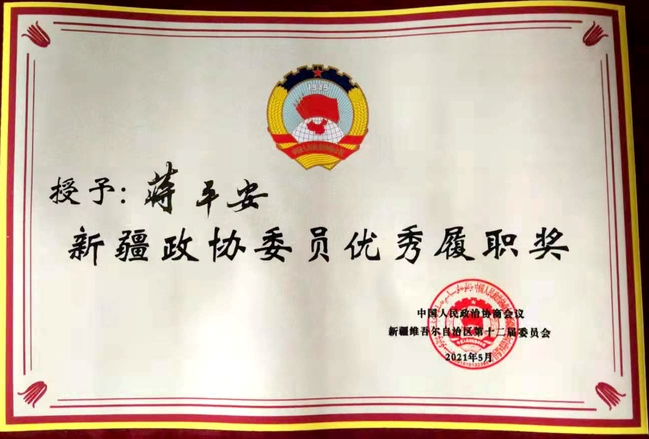 1949
授予：蒋平安
新疆政协委员优秀履职奖
中国人民政治协商会议
新疆维吾尔自治区第十二届委员会
2021年5月